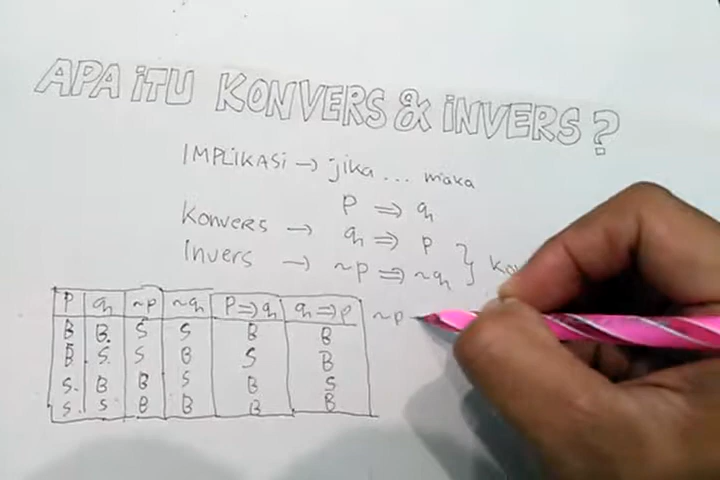 APA iTU KONVERS & iNVERS?
IMPLIKASi → jika ... maka
P ⇒ q
Konvers → q ⇒ p
Invers → ~p ⇒ ~q
P q ~p ~q P⇒q q⇒p ~p
B B S S B B
B S S B S B
S B B S B S
S S B B B B